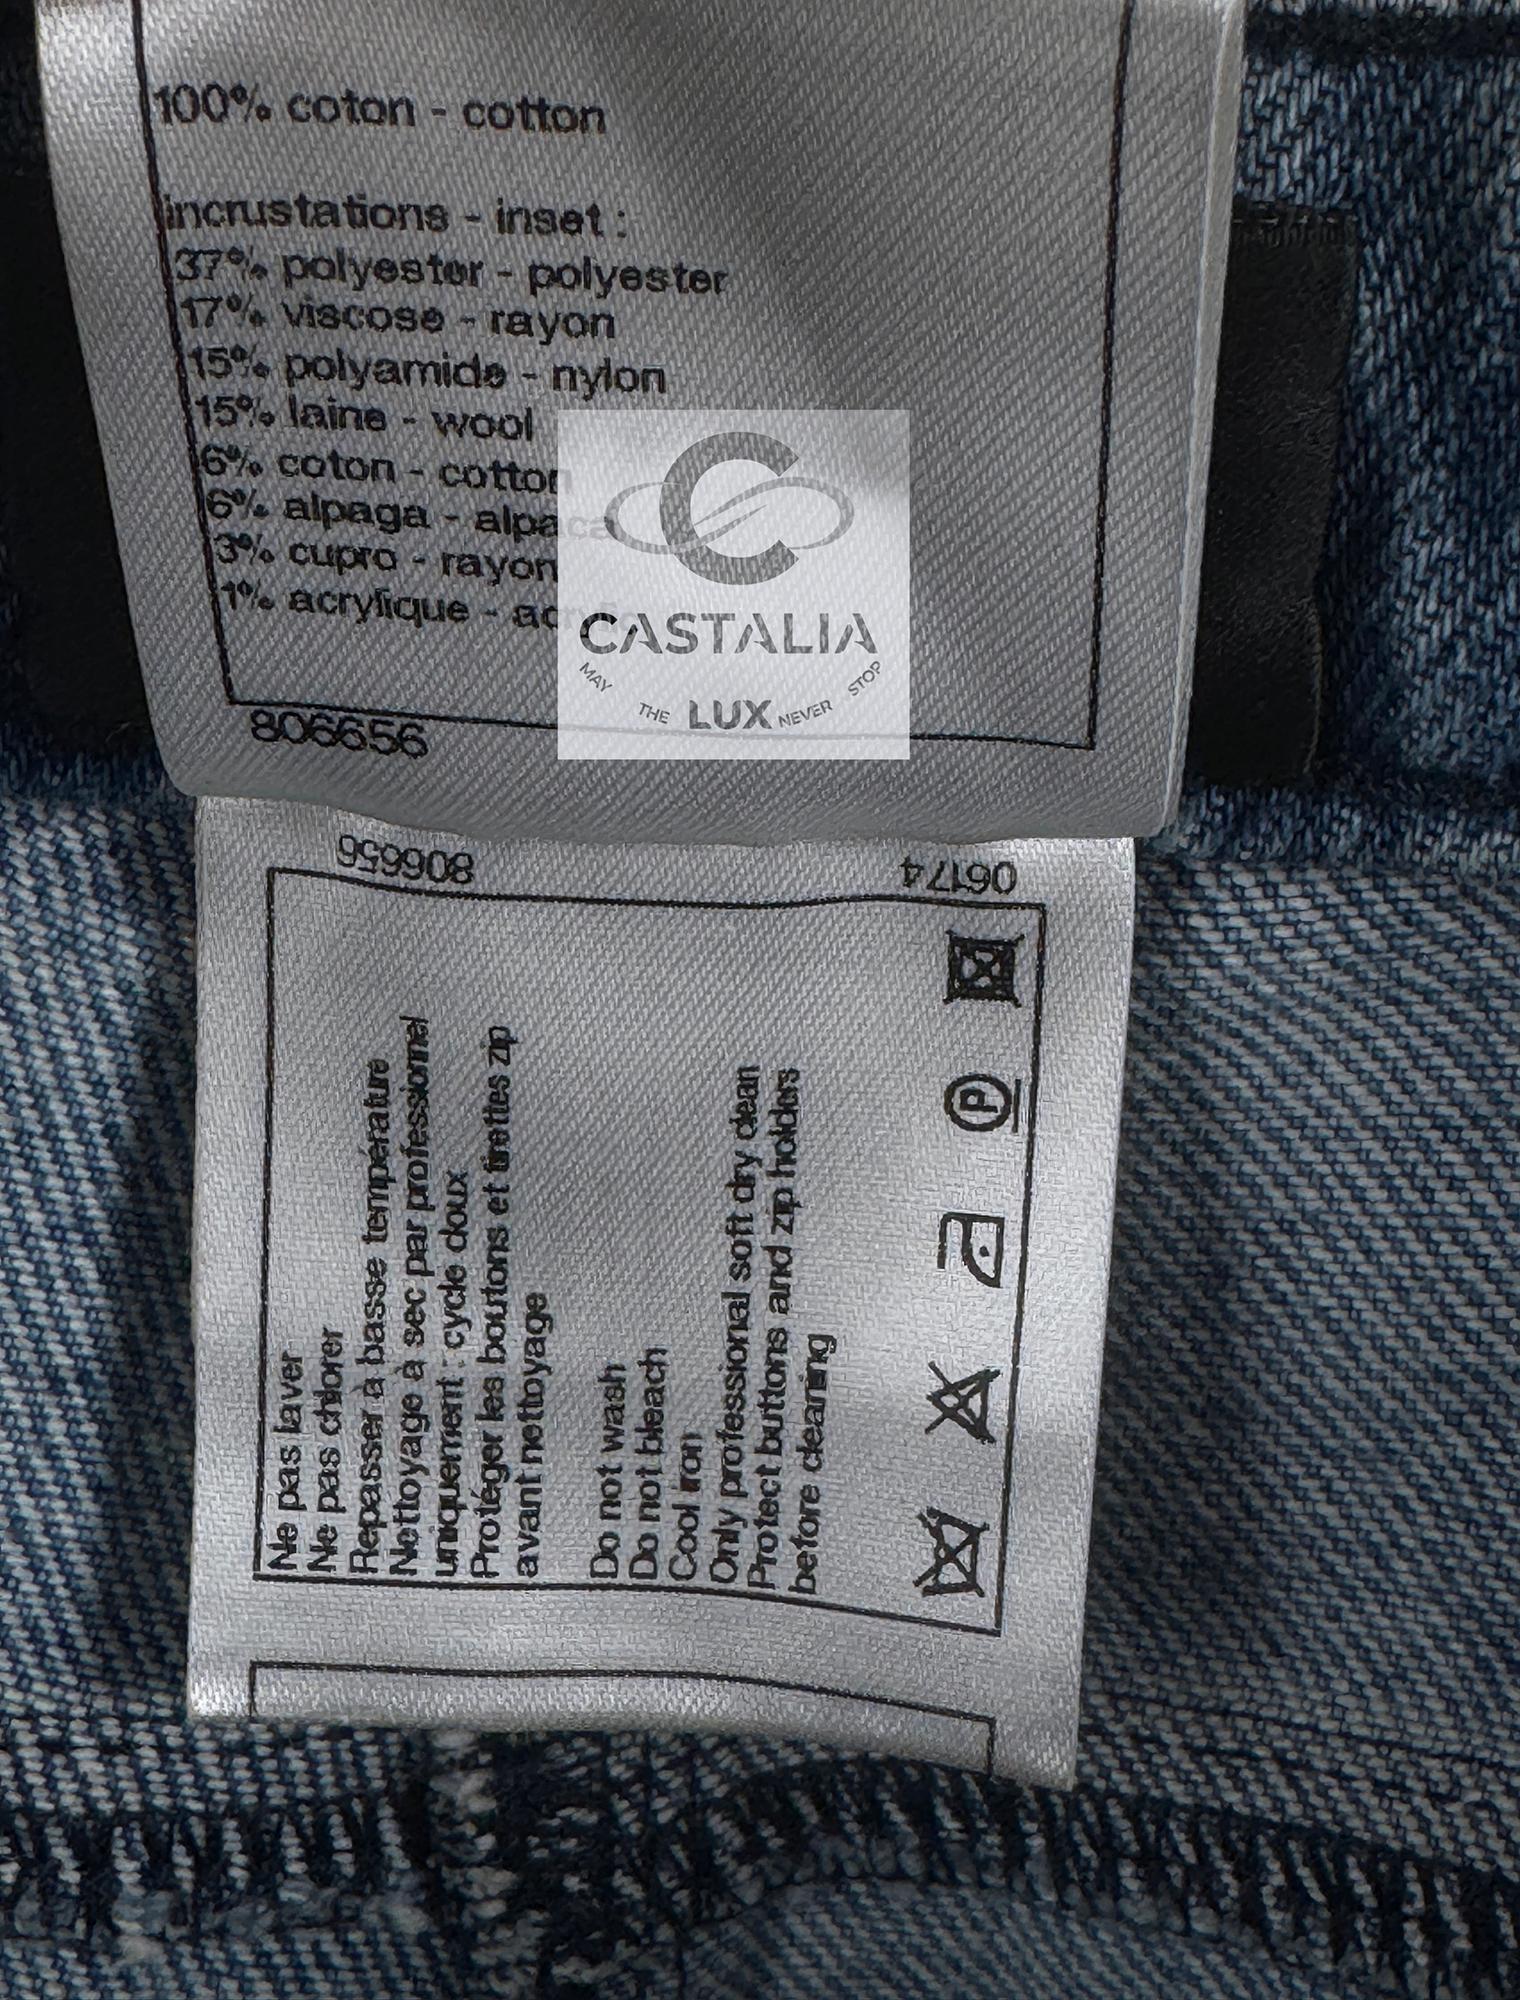 100% coton - cotton
incrustations - inset :
37% polyester - polyester
17% viscose - rayon
15% polyamide - nylon
15% laine - wool
6% coton - cotton
6% alpaga - alpaca
3% cupro - rayon
1% acrylique - acrylic
806656
CASTALIA
MAY THE LUX NEVER STOP
806656
06174
Ne pas laver
Ne pas chlorer
Repasser à basse température
Nettoyage à sec par professionnel
uniquement : cycle doux
Protéger les boutons et tirettes zip
avant nettoyage
Do not wash
Do not bleach
Cool iron
Only professional soft dry clean
Protect buttons and zip holders
before cleaning
P